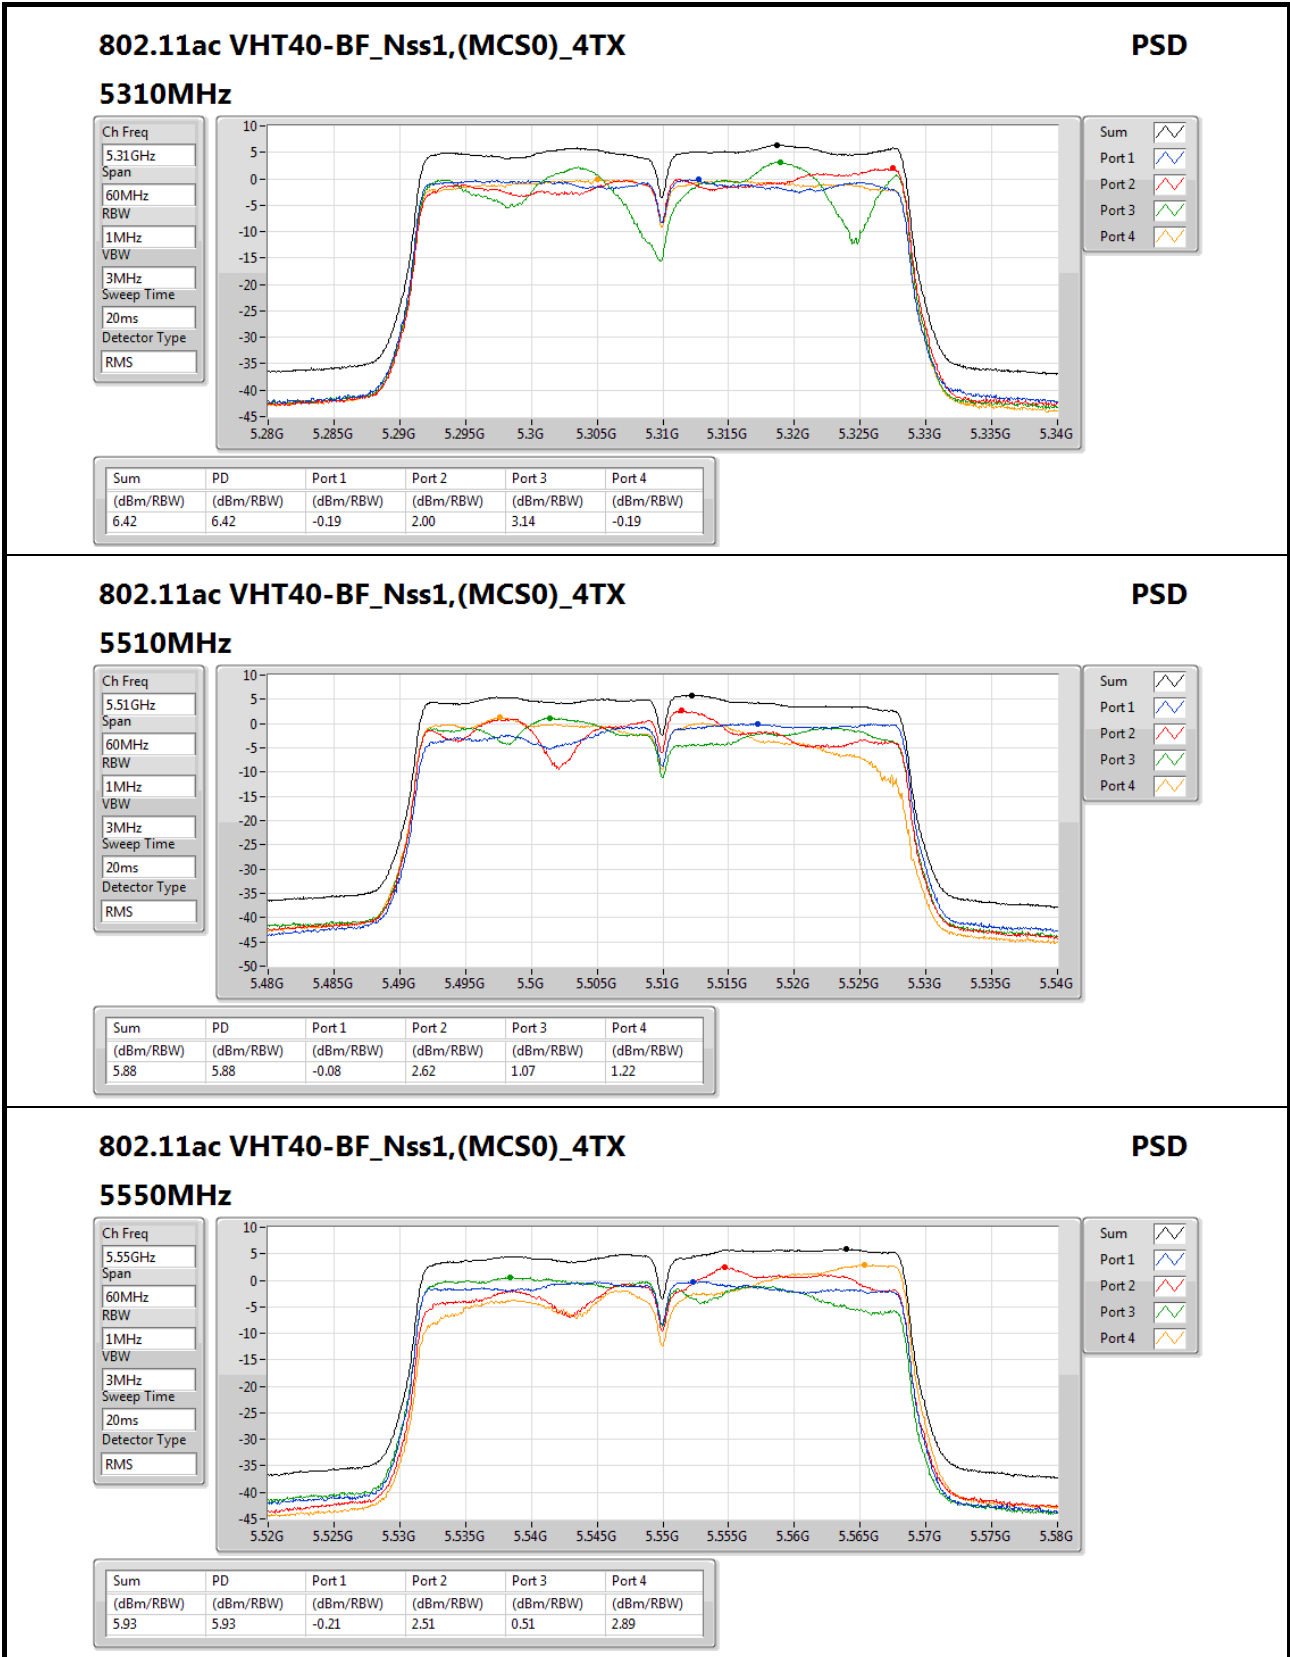 802.11ac VHT40-BF_Nss1,(MCS0)_4TX PSD
5310MHz
Ch Freq
5.31GHz
Span
60MHz
RBW
1MHz
VBW
3MHz
Sweep Time
20ms
Detector Type
RMS
10
5
0
-5
-10
-15
-20
-25
-30
-35
-40
-45
5.28G 5.285G 5.29G 5.295G 5.3G 5.305G 5.31G 5.315G 5.32G 5.325G 5.33G 5.335G 5.34G
Sum
Port 1
Port 2
Port 3
Port 4
Sum PD Port 1 Port 2 Port 3 Port 4
(dBm/RBW) (dBm/RBW) (dBm/RBW) (dBm/RBW) (dBm/RBW) (dBm/RBW)
6.42 6.42 -0.19 2.00 3.14 -0.19
802.11ac VHT40-BF_Nss1,(MCS0)_4TX PSD
5510MHz
Ch Freq
5.51GHz
Span
60MHz
RBW
1MHz
VBW
3MHz
Sweep Time
20ms
Detector Type
RMS
10
5
0
-5
-10
-15
-20
-25
-30
-35
-40
-45
-50
5.48G 5.485G 5.49G 5.495G 5.5G 5.505G 5.51G 5.515G 5.52G 5.525G 5.53G 5.535G 5.54G
Sum
Port 1
Port 2
Port 3
Port 4
Sum PD Port 1 Port 2 Port 3 Port 4
(dBm/RBW) (dBm/RBW) (dBm/RBW) (dBm/RBW) (dBm/RBW) (dBm/RBW)
5.88 5.88 -0.08 2.62 1.07 1.22
802.11ac VHT40-BF_Nss1,(MCS0)_4TX PSD
5550MHz
Ch Freq
5.55GHz
Span
60MHz
RBW
1MHz
VBW
3MHz
Sweep Time
20ms
Detector Type
RMS
10
5
0
-5
-10
-15
-20
-25
-30
-35
-40
-45
5.52G 5.525G 5.53G 5.535G 5.54G 5.545G 5.55G 5.555G 5.56G 5.565G 5.57G 5.575G 5.58G
Sum
Port 1
Port 2
Port 3
Port 4
Sum PD Port 1 Port 2 Port 3 Port 4
(dBm/RBW) (dBm/RBW) (dBm/RBW) (dBm/RBW) (dBm/RBW) (dBm/RBW)
5.93 5.93 -0.21 2.51 0.51 2.89